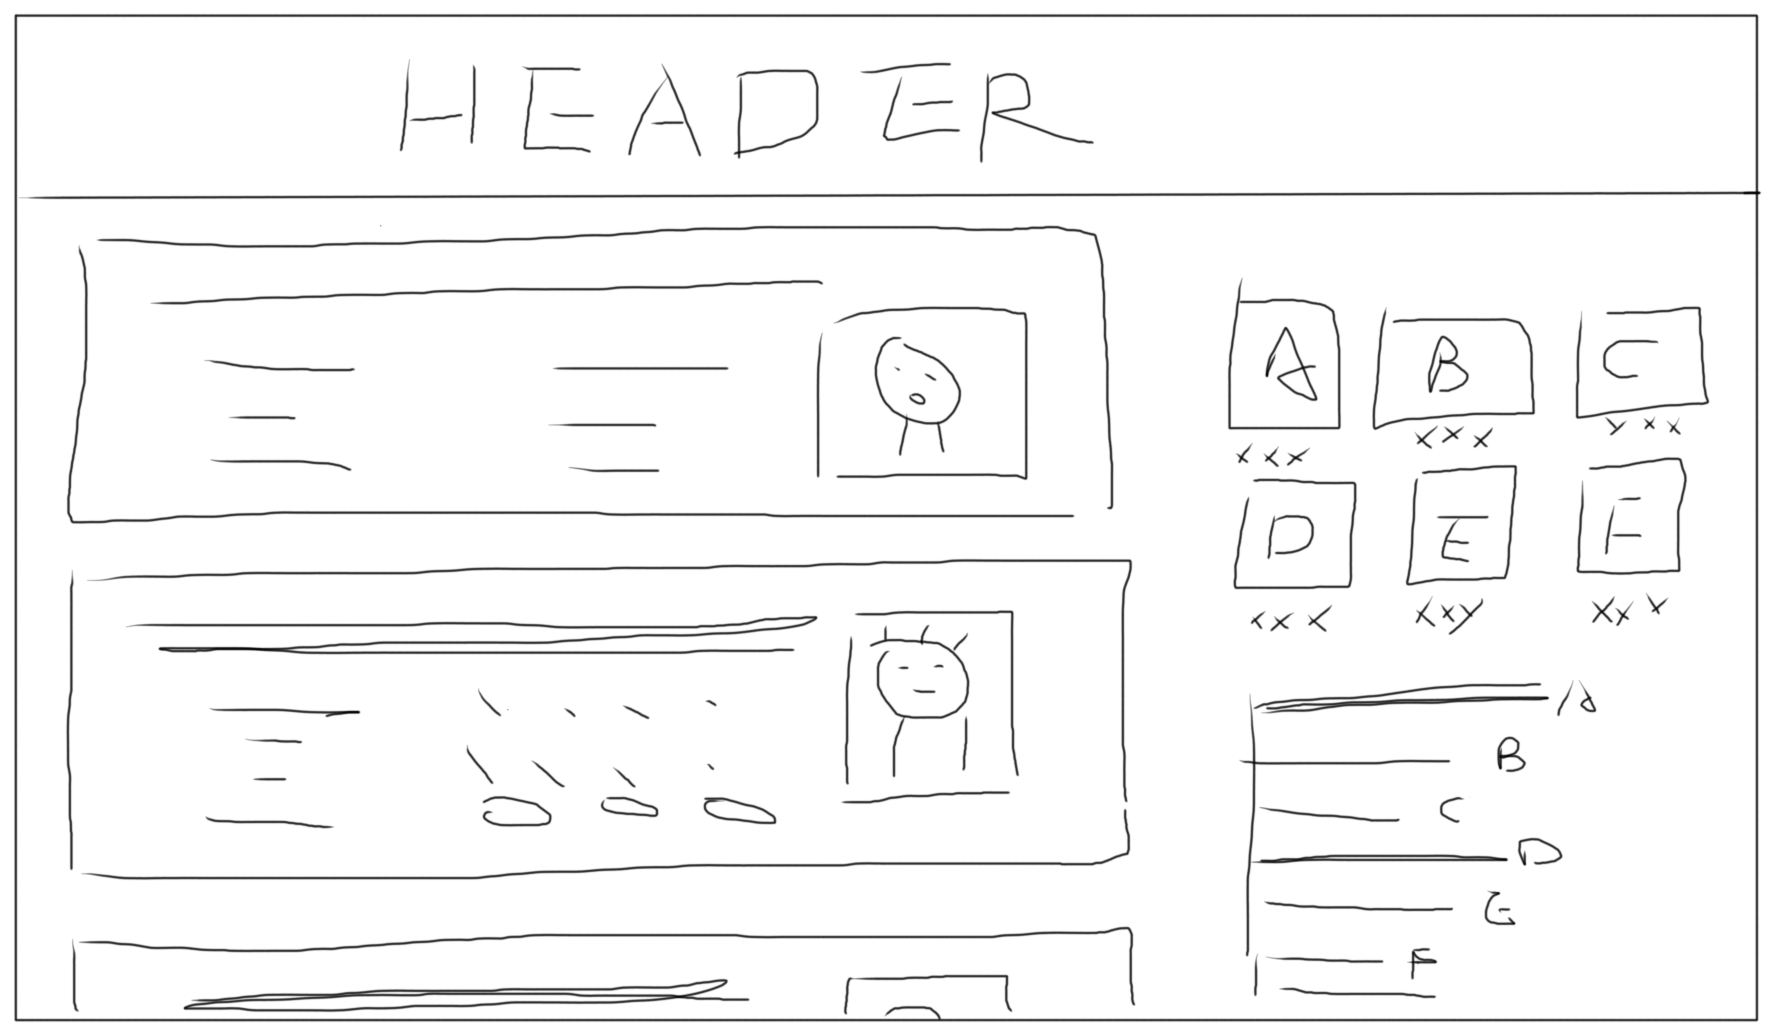 HEADER
A B C
xxx xxx yxx
D E F
xxx xxy xxx
A
B
C
D
F